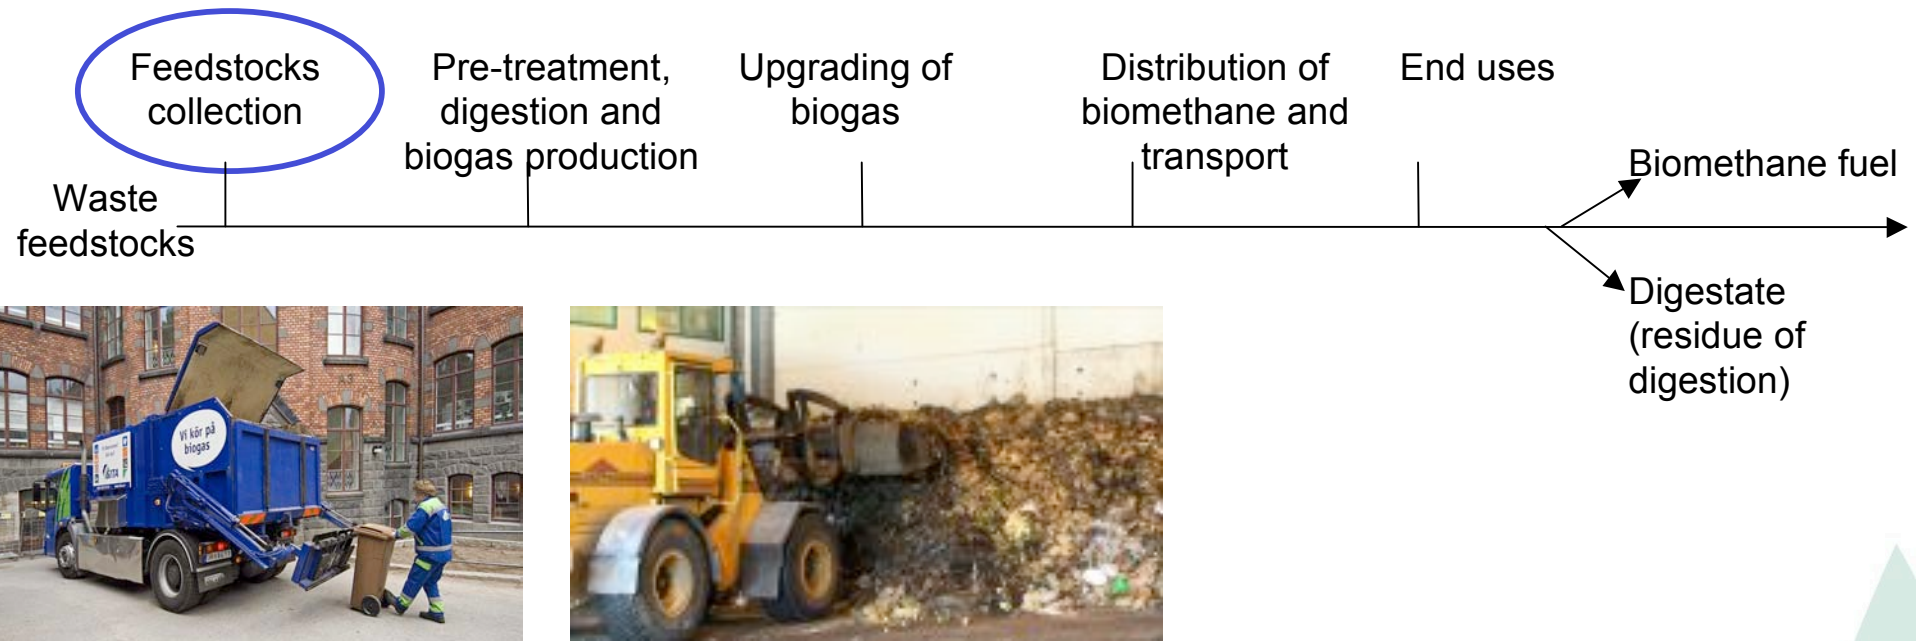 Feedstocks
collection
Pre-treatment,
digestion and
biogas production
Upgrading of
biogas
Distribution of
biomethane and
transport
End uses
Waste
feedstocks
Biomethane fuel
Digestate
(residue of
digestion)
Vi kör på
biogas